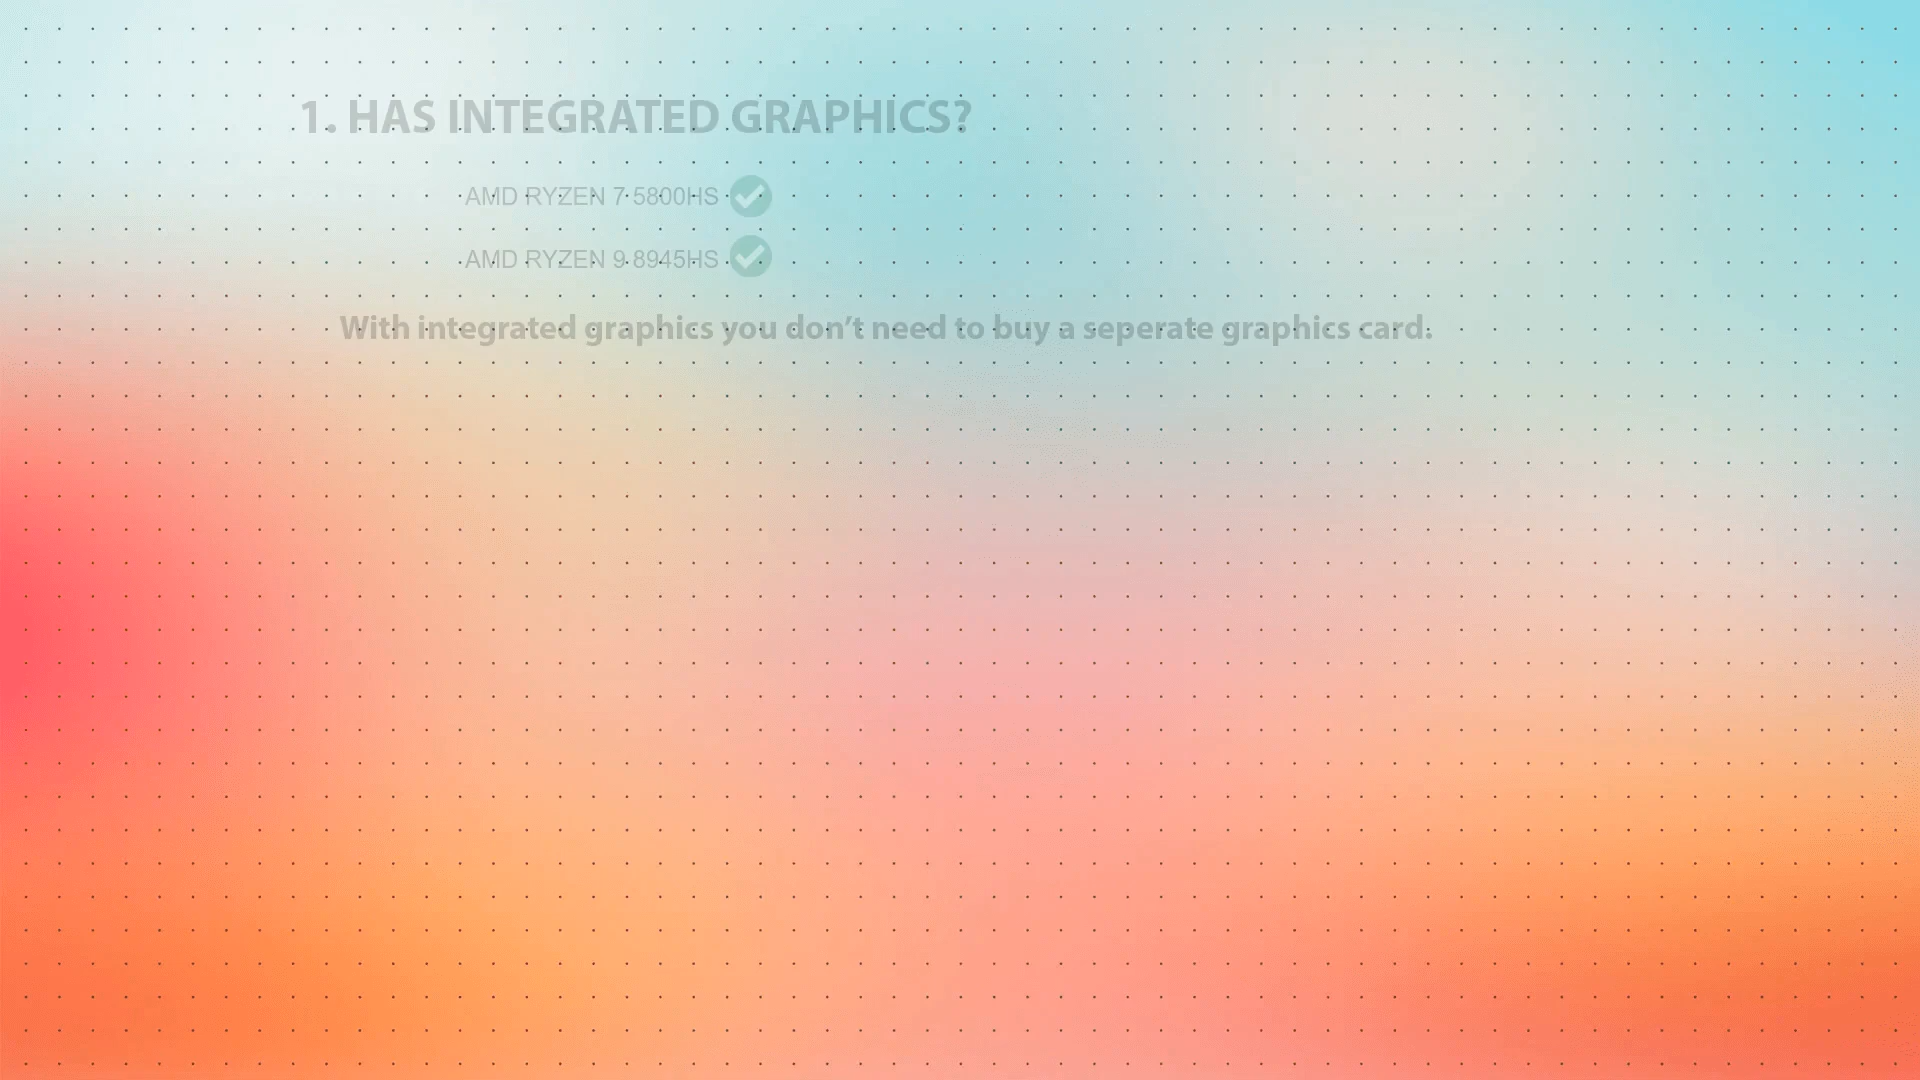 1. HAS INTEGRATED GRAPHICS?
AMD RYZEN 7 5800HS
AMD RYZEN 9 8945HS
With integrated graphics you don’t need to buy a seperate graphics card.